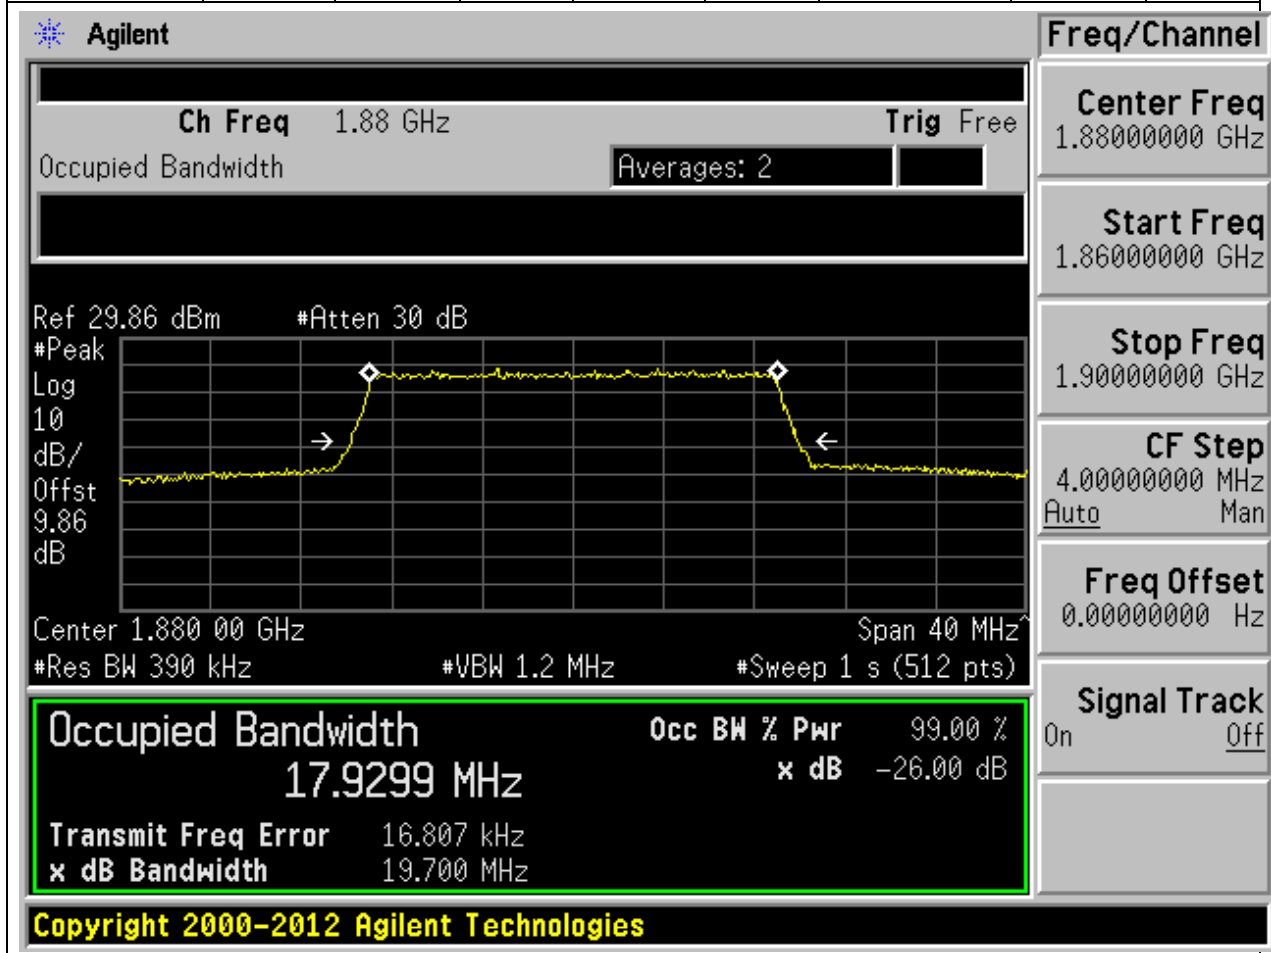 Agilent
Freq/Channel
Ch Freq 1.88 GHz Trig Free
Occupied Bandwidth Averages: 2
Center Freq
1.88000000 GHz
Start Freq
1.86000000 GHz
Stop Freq
1.90000000 GHz
CF Step
4.00000000 MHz
Auto Man
Freq Offset
0.00000000 Hz
Signal Track
On Off
Ref 29.86 dBm #Atten 30 dB
#Peak
Log
10
dB/
Offst
9.86
dB
Center 1.880 00 GHz Span 40 MHz^
#Res BW 390 kHz #VBW 1.2 MHz #Sweep 1 s (512 pts)
Occupied Bandwidth Occ BW % Pwr 99.00 %
17.9299 MHz x dB -26.00 dB
Transmit Freq Error 16.807 kHz
x dB Bandwidth 19.700 MHz
Copyright 2000-2012 Agilent Technologies